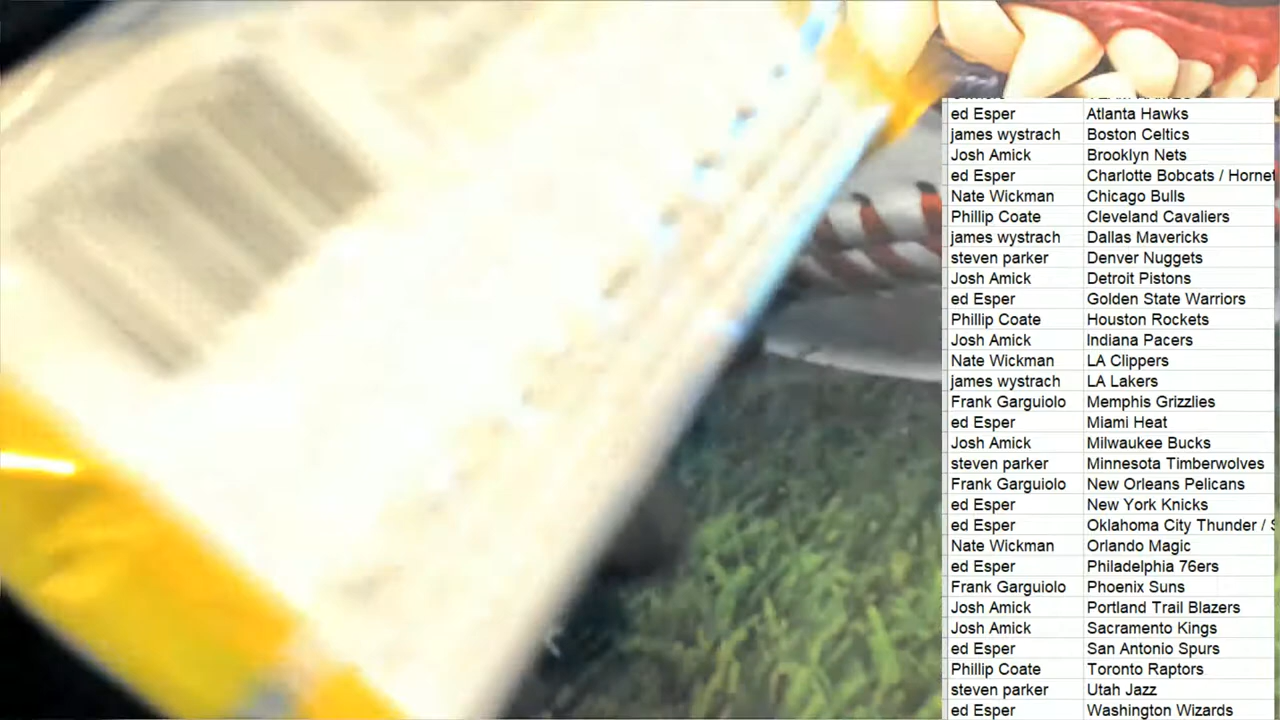 ed Esper Atlanta Hawks
james wystrach Boston Celtics
Josh Amick Brooklyn Nets
ed Esper Charlotte Bobcats / Hornet
Nate Wickman Chicago Bulls
Phillip Coate Cleveland Cavaliers
james wystrach Dallas Mavericks
steven parker Denver Nuggets
Josh Amick Detroit Pistons
ed Esper Golden State Warriors
Phillip Coate Houston Rockets
Josh Amick Indiana Pacers
Nate Wickman LA Clippers
james wystrach LA Lakers
Frank Garguiolo Memphis Grizzlies
ed Esper Miami Heat
Josh Amick Milwaukee Bucks
steven parker Minnesota Timberwolves
Frank Garguiolo New Orleans Pelicans
ed Esper New York Knicks
ed Esper Oklahoma City Thunder / S
Nate Wickman Orlando Magic
ed Esper Philadelphia 76ers
Frank Garguiolo Phoenix Suns
Josh Amick Portland Trail Blazers
Josh Amick Sacramento Kings
ed Esper San Antonio Spurs
Phillip Coate Toronto Raptors
steven parker Utah Jazz
ed Esper Washington Wizards